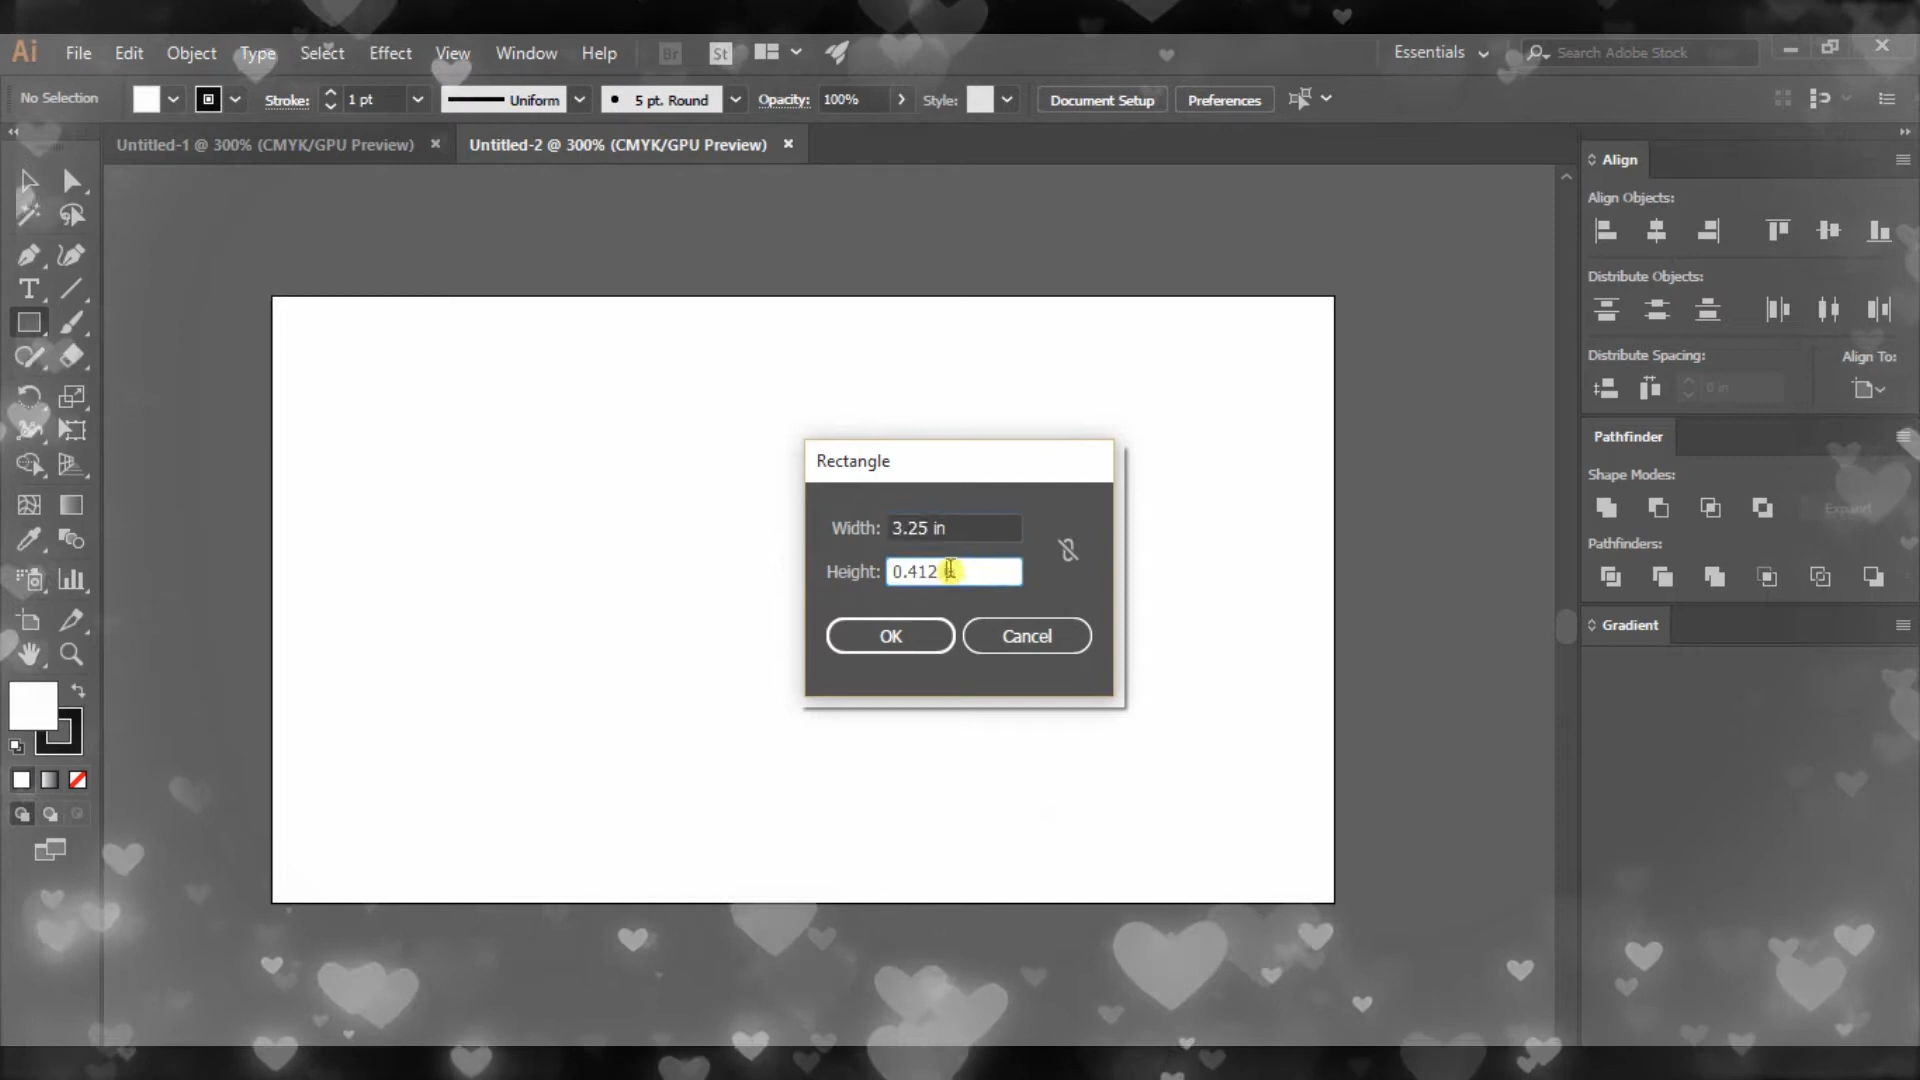 Ai File Edit Object Type Select Effect View Window Help Br St Essentials Search Adobe Stock
No Selection Stroke: 1 pt Uniform 5 pt. Round Opacity: 100% Style: Document Setup Preferences
Untitled-1 @ 300% (CMYK/GPU Preview) Untitled-2 @ 300% (CMYK/GPU Preview)
Align
Align Objects:
Distribute Objects:
Distribute Spacing: Align To:
0 in
Pathfinder
Shape Modes:
Expand
Pathfinders:
Gradient
Rectangle
Width: 3.25 in
Height: 0.412
OK Cancel